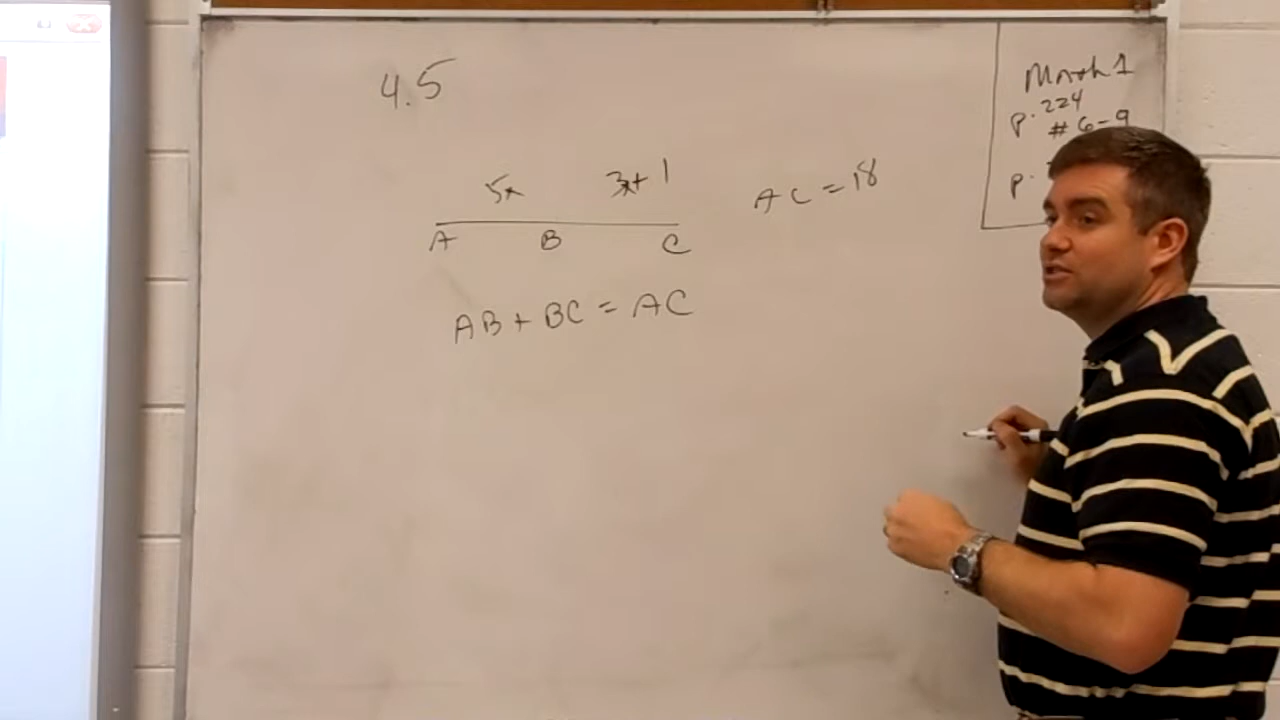 4.5
Math 1
p. 224
# 6-9
p.
5x 3x+1
AC = 18
A B C
AB + BC = AC